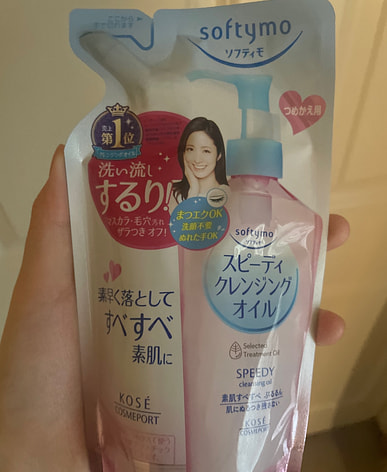 softymo
ソフティモ
つめかえ用
売上
第1位
洗い流し
するり!
マスカラ・毛穴汚れ
ザラつきオフ!
まつエクOK
洗顔不要
ぬれた手OK
素早く落として
すべすべ
素肌に
KOSÉ
COSMEPORT
softymo
ソフティモ
スピーディ
クレンジング
オイル
Selected
Treatment Oil
SPEEDY
cleansing oil
素肌すべすべ ぷるるん
肌にぬるつき残さない
KOSÉ
COSMEPORT